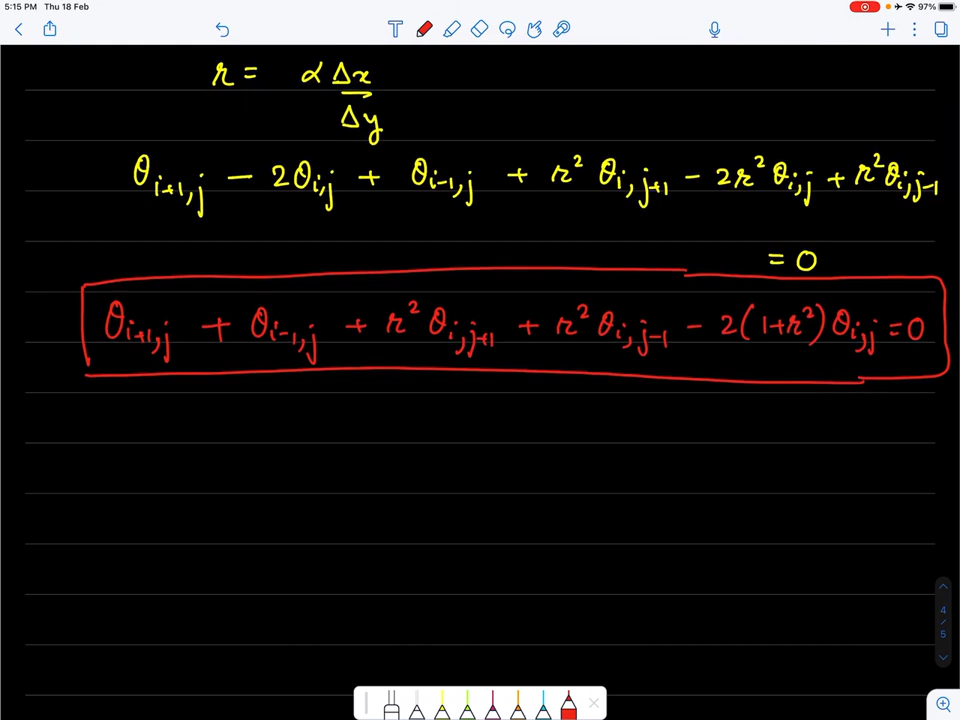 5:15 PM Thu 18 Feb 97%
r = α Δx / Δy
θi+1,j − 2θi,j + θi−1,j + r² θi,j+1 − 2r² θi,j + r² θi,j−1
= 0
θi+1,j + θi−1,j + r² θi,j+1 + r² θi,j−1 − 2(1+r²) θi,j = 0
4
/
5